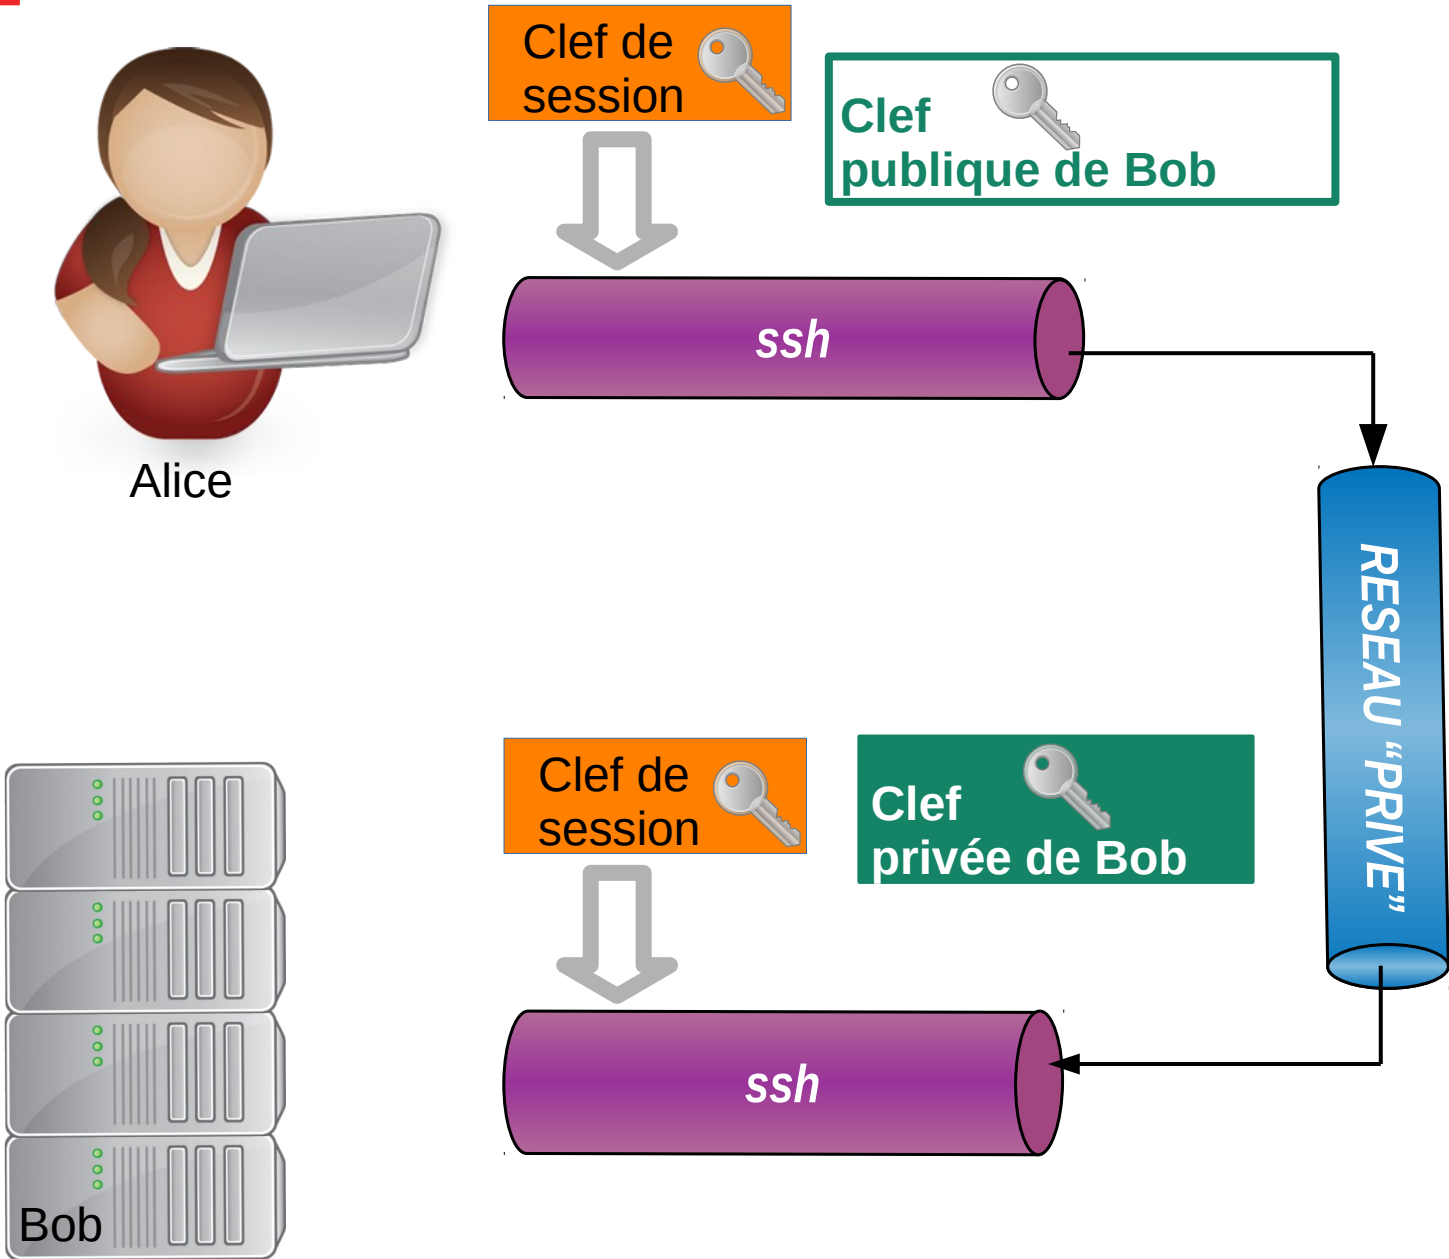 Clef de
session
Clef
publique de Bob
ssh
Alice
RESEAU “PRIVE”
Clef de
session
Clef
privée de Bob
ssh
Bob